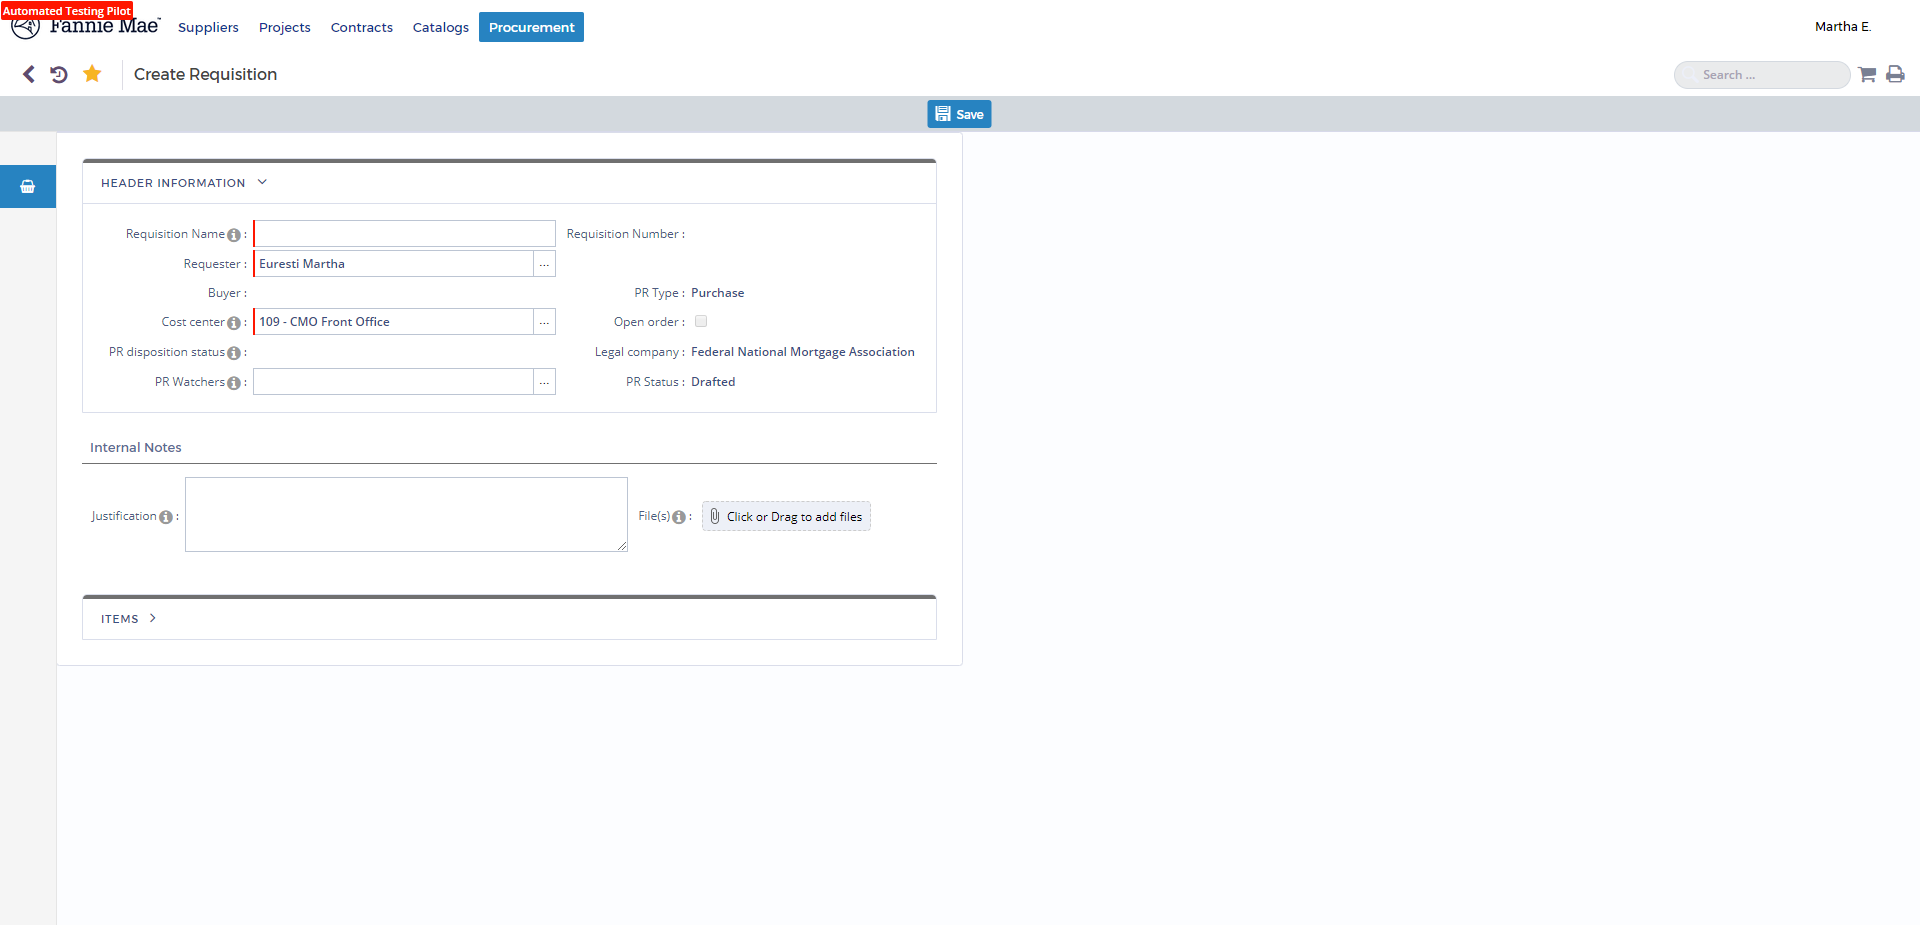 Automated Testing Pilot
Fannie Mae™
Suppliers Projects Contracts Catalogs Procurement
Martha E.
Create Requisition
Search ...
Save
HEADER INFORMATION
Requisition Name :
Requisition Number :
Requester : Euresti Martha ...
Buyer :
PR Type : Purchase
Cost center : 109 - CMO Front Office ...
Open order :
PR disposition status :
Legal company : Federal National Mortgage Association
PR Watchers : ...
PR Status : Drafted
Internal Notes
Justification :
File(s) : Click or Drag to add files
ITEMS